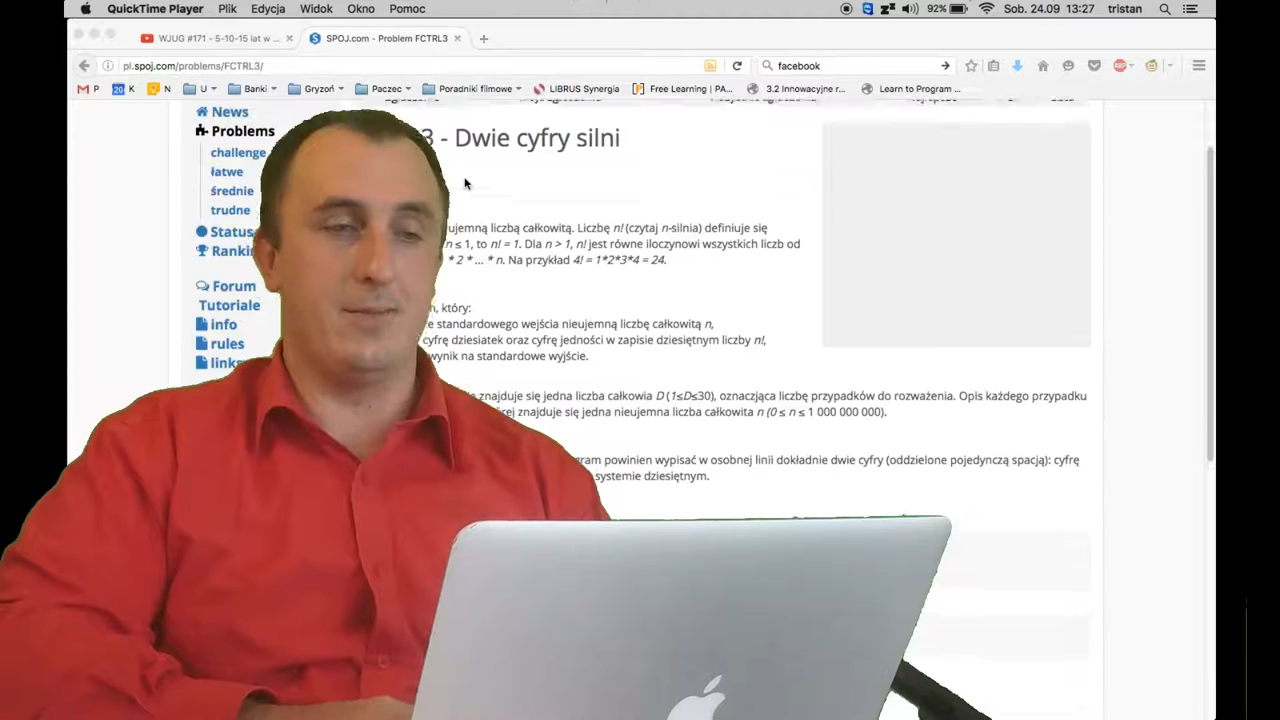 QuickTime Player Plik Edycja Widok Okno Pomoc 92% Sob. 24.09 13:27 tristan
WJUG #171 - 5-10-15 lat w ... SPOJ.com - Problem FCTRL3
pl.spoj.com/problems/FCTRL3/ facebook
P 20 K N U Banki Gryzoń Paczec Poradniki filmowe LIBRUS Synergia Free Learning | PA... 3.2 Innowacyjne r... Learn to Program ...
News
Problems
3 - Dwie cyfry silni
challenge
łatwe
średnie
trudne
ujemną liczbą całkowitą. Liczbę n! (czytaj n-silnia) definiuje się
Status
n ≤ 1, to n! = 1. Dla n > 1, n! jest równe iloczynowi wszystkich liczb od
Ranki
* 2 * ... * n. Na przykład 4! = 1*2*3*4 = 24.
Forum
Tutoriale
który:
info
standardowego wejścia nieujemną liczbę całkowitą n,
rules
cyfrę dziesiatek oraz cyfrę jedności w zapisie dziesiętnym liczby n!,
wynik na standardowe wyjście.
links
znajduje się jedna liczba całkowia D (1≤D≤30), oznaczająca liczbę przypadków do rozważenia. Opis każdego przypadku
znajduje się jedna nieujemna liczba całkowita n (0 ≤ n ≤ 1 000 000 000).
gram powinien wypisać w osobnej linii dokładnie dwie cyfry (oddzielone pojedynczą spacją): cyfrę
systemie dziesiętnym.